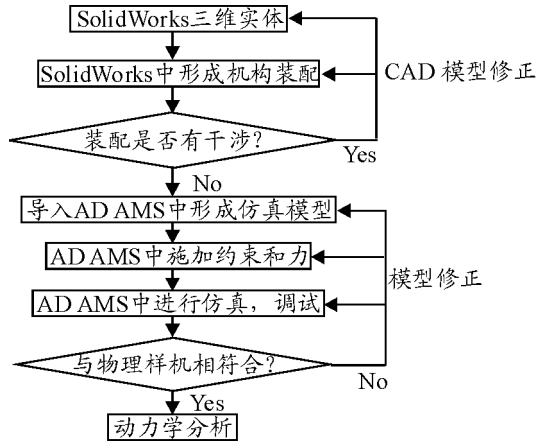 SolidWorks三维实体
SolidWorks中形成机构装配
CAD 模型修正
装配是否有干涉?
Yes
No
导入AD AMS中形成仿真模型
AD AMS中施加约束和力
模型修正
AD AMS中进行仿真，调试
与物理样机相符合?
No
Yes
动力学分析